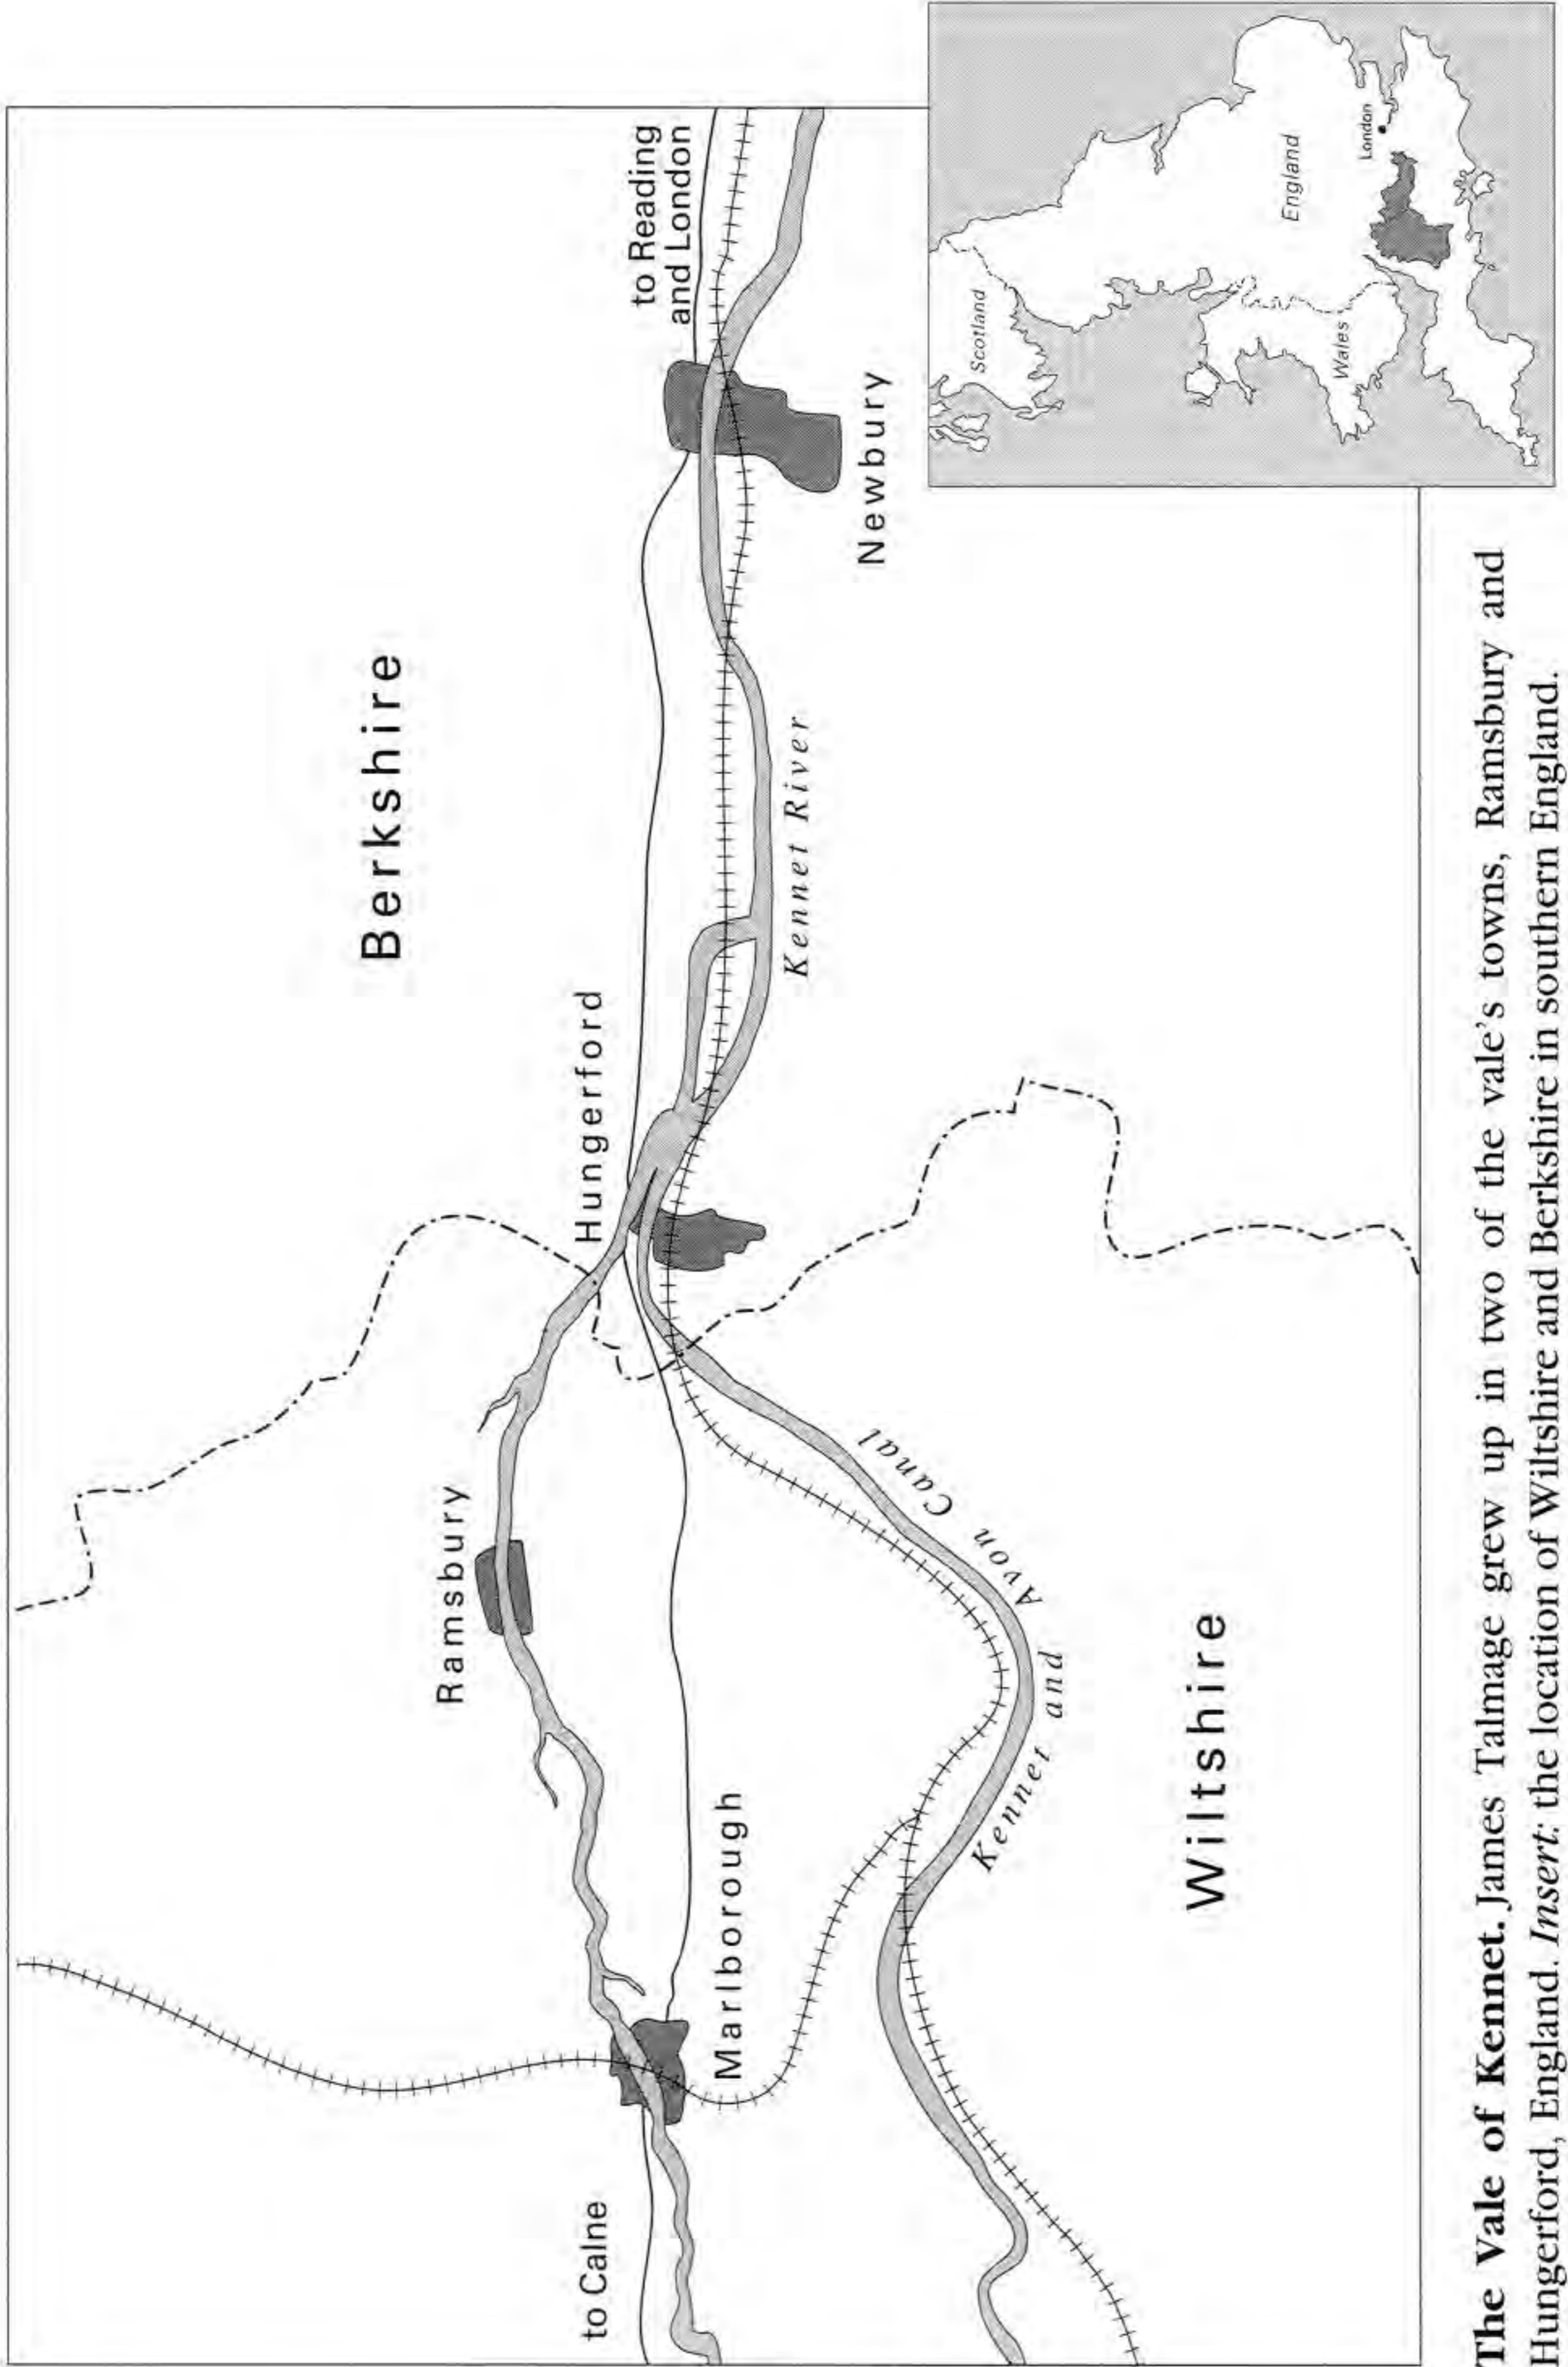 Berkshire
to Reading
and London
Hungerford
Ramsbury
Newbury
Kennet River
Marlborough
to Calne
Kennet and Avon Canal
Wiltshire
Scotland
England
Wales
London
The Vale of Kennet. James Talmage grew up in two of the vale's towns, Ramsbury and
Hungerford, England. Insert: the location of Wiltshire and Berkshire in southern England.